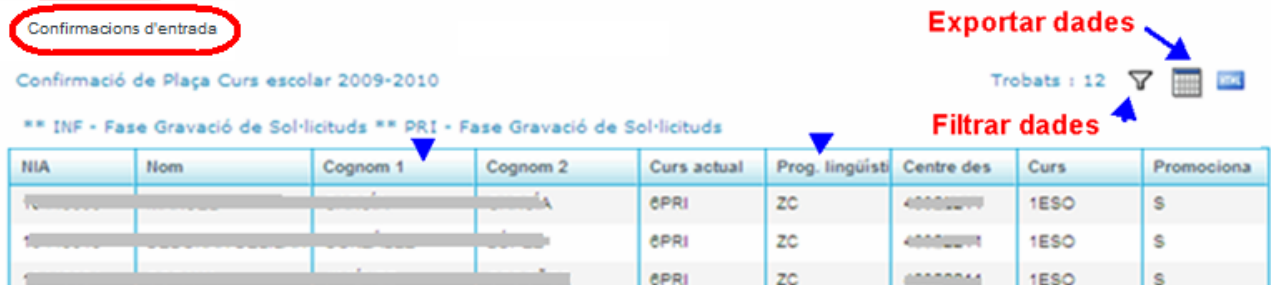 Confirmacions d'entrada
Exportar dades
Confirmació de Plaça Curs escolar 2009-2010 Trobats : 12 HTML
** INF - Fase Gravació de Sol·licituds ** PRI - Fase Gravació de Sol·licituds Filtrar dades
NIA Nom Cognom 1 Cognom 2 Curs actual Prog. lingüísti Centre des Curs Promociona
6PRI ZC 1ESO S
6PRI ZC 1ESO S
6PRI ZC 1ESO S